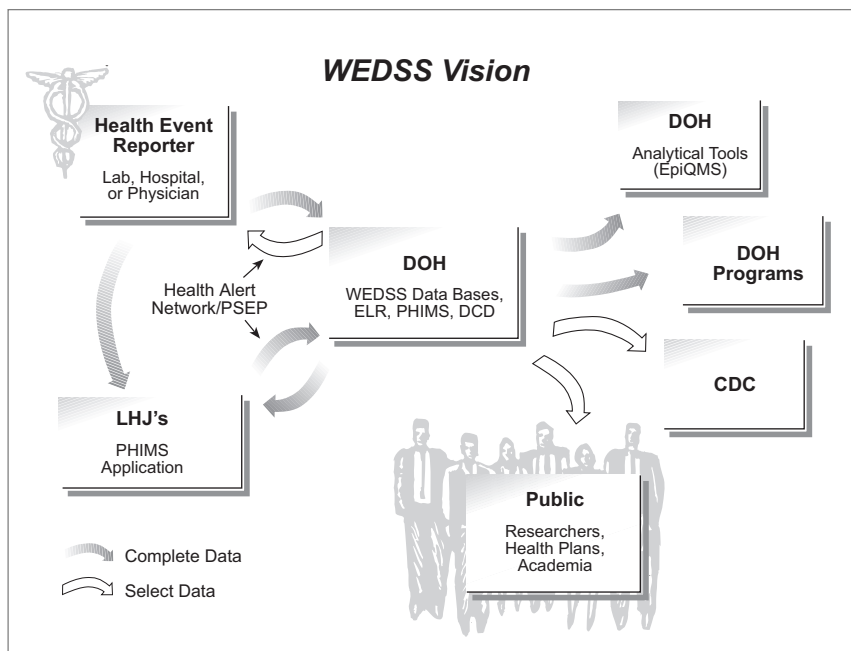 WEDSS Vision
Health Event
Reporter
Lab, Hospital,
or Physician
DOH
Analytical Tools
(EpiQMS)
DOH
Programs
DOH
WEDSS Data Bases,
ELR, PHIMS, DCD
Health Alert
Network/PSEP
CDC
LHJ's
PHIMS
Application
Public
Researchers,
Health Plans,
Academia
Complete Data
Select Data